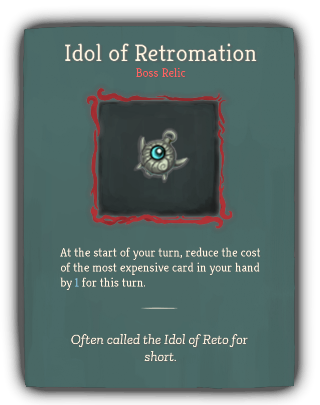 Idol of Retromation
Boss Relic
At the start of your turn, reduce the cost
of the most expensive card in your hand
by 1 for this turn.
Often called the Idol of Reto for
short.